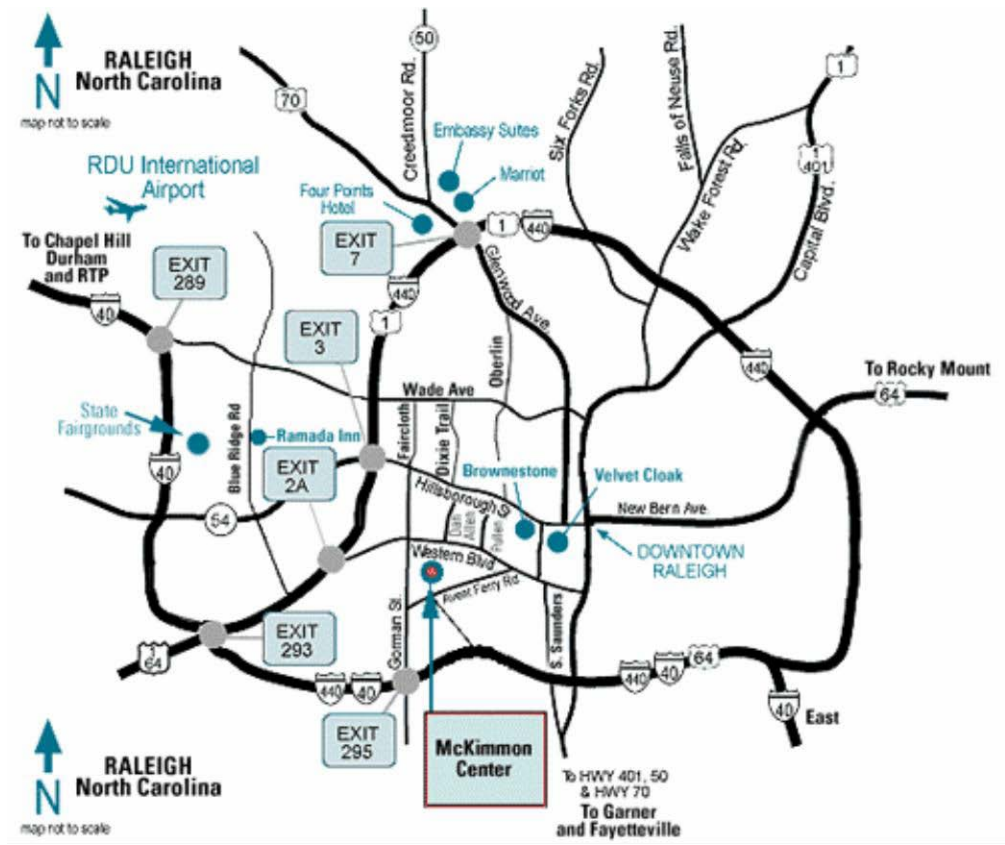 RALEIGH
North Carolina
N
map not to scale
50
70
Creedmoor Rd.
Embassy Suites
Marriot
Four Points
Hotel
Six Forks Rd.
Falls of Neuse Rd.
Wake Forest Rd.
1
1
401
Capital Blvd.
RDU International
Airport
To Chapel Hill
Durham
and RTP
EXIT
289
40
EXIT
7
1
440
440
1
Glenwood Ave.
EXIT
3
Oberlin
440
To Rocky Mount
64
Wade Ave
State
Fairgrounds
Blue Ridge Rd
Ramada Inn
Faircloth
Dixie Trail
40
EXIT
2A
Brownestone
Velvet Cloak
Hillsborough St
54
Dan
Allen
Pullen
New Bern Ave.
Western Blvd
DOWNTOWN
RALEIGH
Avent Ferry Rd
Gorman St.
S. Saunders
EXIT
293
1
64
440
40
440
40
64
40
East
EXIT
295
McKimmon
Center
RALEIGH
North Carolina
N
map not to scale
To HWY 401, 50
& HWY 70
To Garner
and Fayetteville